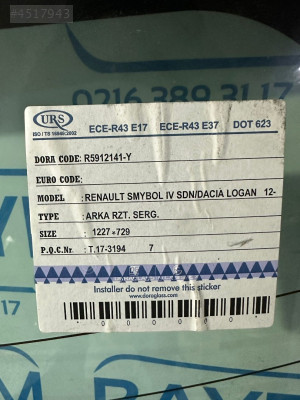 #4517943
0216 389 31 12
URS
ISO / TS 16949:2002
ECE-R43 E17 ECE-R43 E37 DOT 623
DORA CODE: R5912141-Y
EURO CODE:
MODEL : RENAULT SMYBOL IV SDN/DACIA LOGAN 12-
TYPE : ARKA RZT. SERG.
SIZE : 1227*729
P.Q.C.Nr : T.17-3194 7
Installer do not remove this sticker
www.doraglass.com